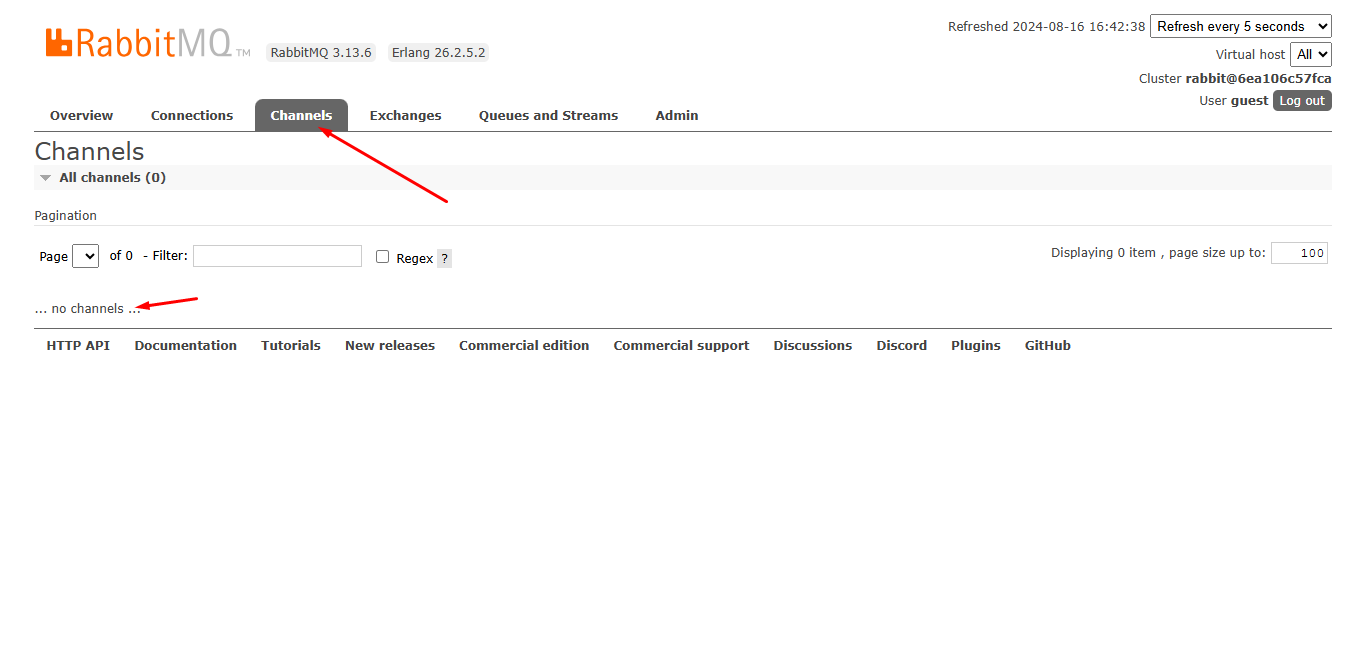 RabbitMQ TM
RabbitMQ 3.13.6 Erlang 26.2.5.2
Refreshed 2024-08-16 16:42:38 Refresh every 5 seconds
Virtual host All
Cluster rabbit@6ea106c57fca
User guest Log out
Overview Connections Channels Exchanges Queues and Streams Admin
Channels
All channels (0)
Pagination
Page of 0 - Filter: Regex ?
Displaying 0 item , page size up to: 100
... no channels ...
HTTP API Documentation Tutorials New releases Commercial edition Commercial support Discussions Discord Plugins GitHub